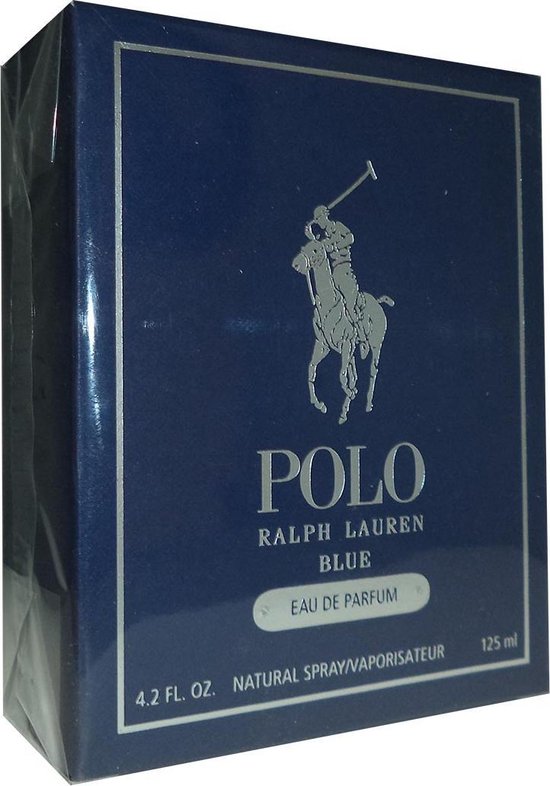 POLO
RALPH LAUREN
BLUE
EAU DE PARFUM
4.2 FL. OZ. NATURAL SPRAY/VAPORISATEUR 125 ml